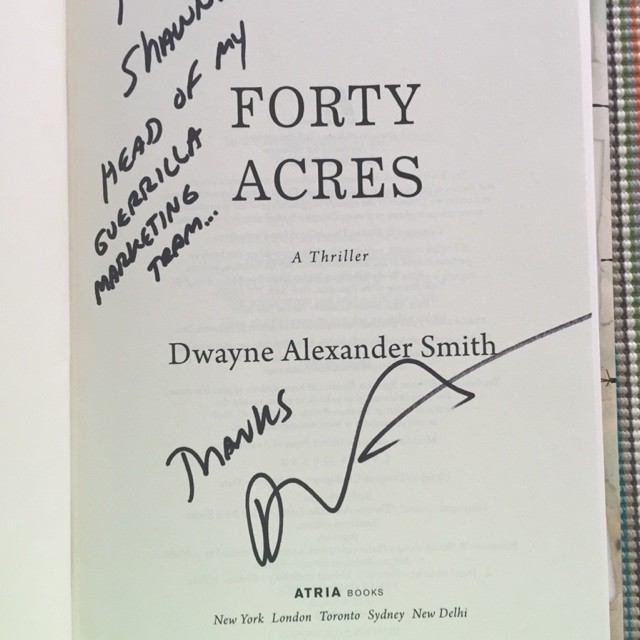 HEAD OF MY
GUERRILLA
MARKETING
TEAM...
FORTY
ACRES
A Thriller
Dwayne Alexander Smith
THANKS
ATRIA BOOKS
New York London Toronto Sydney New Delhi